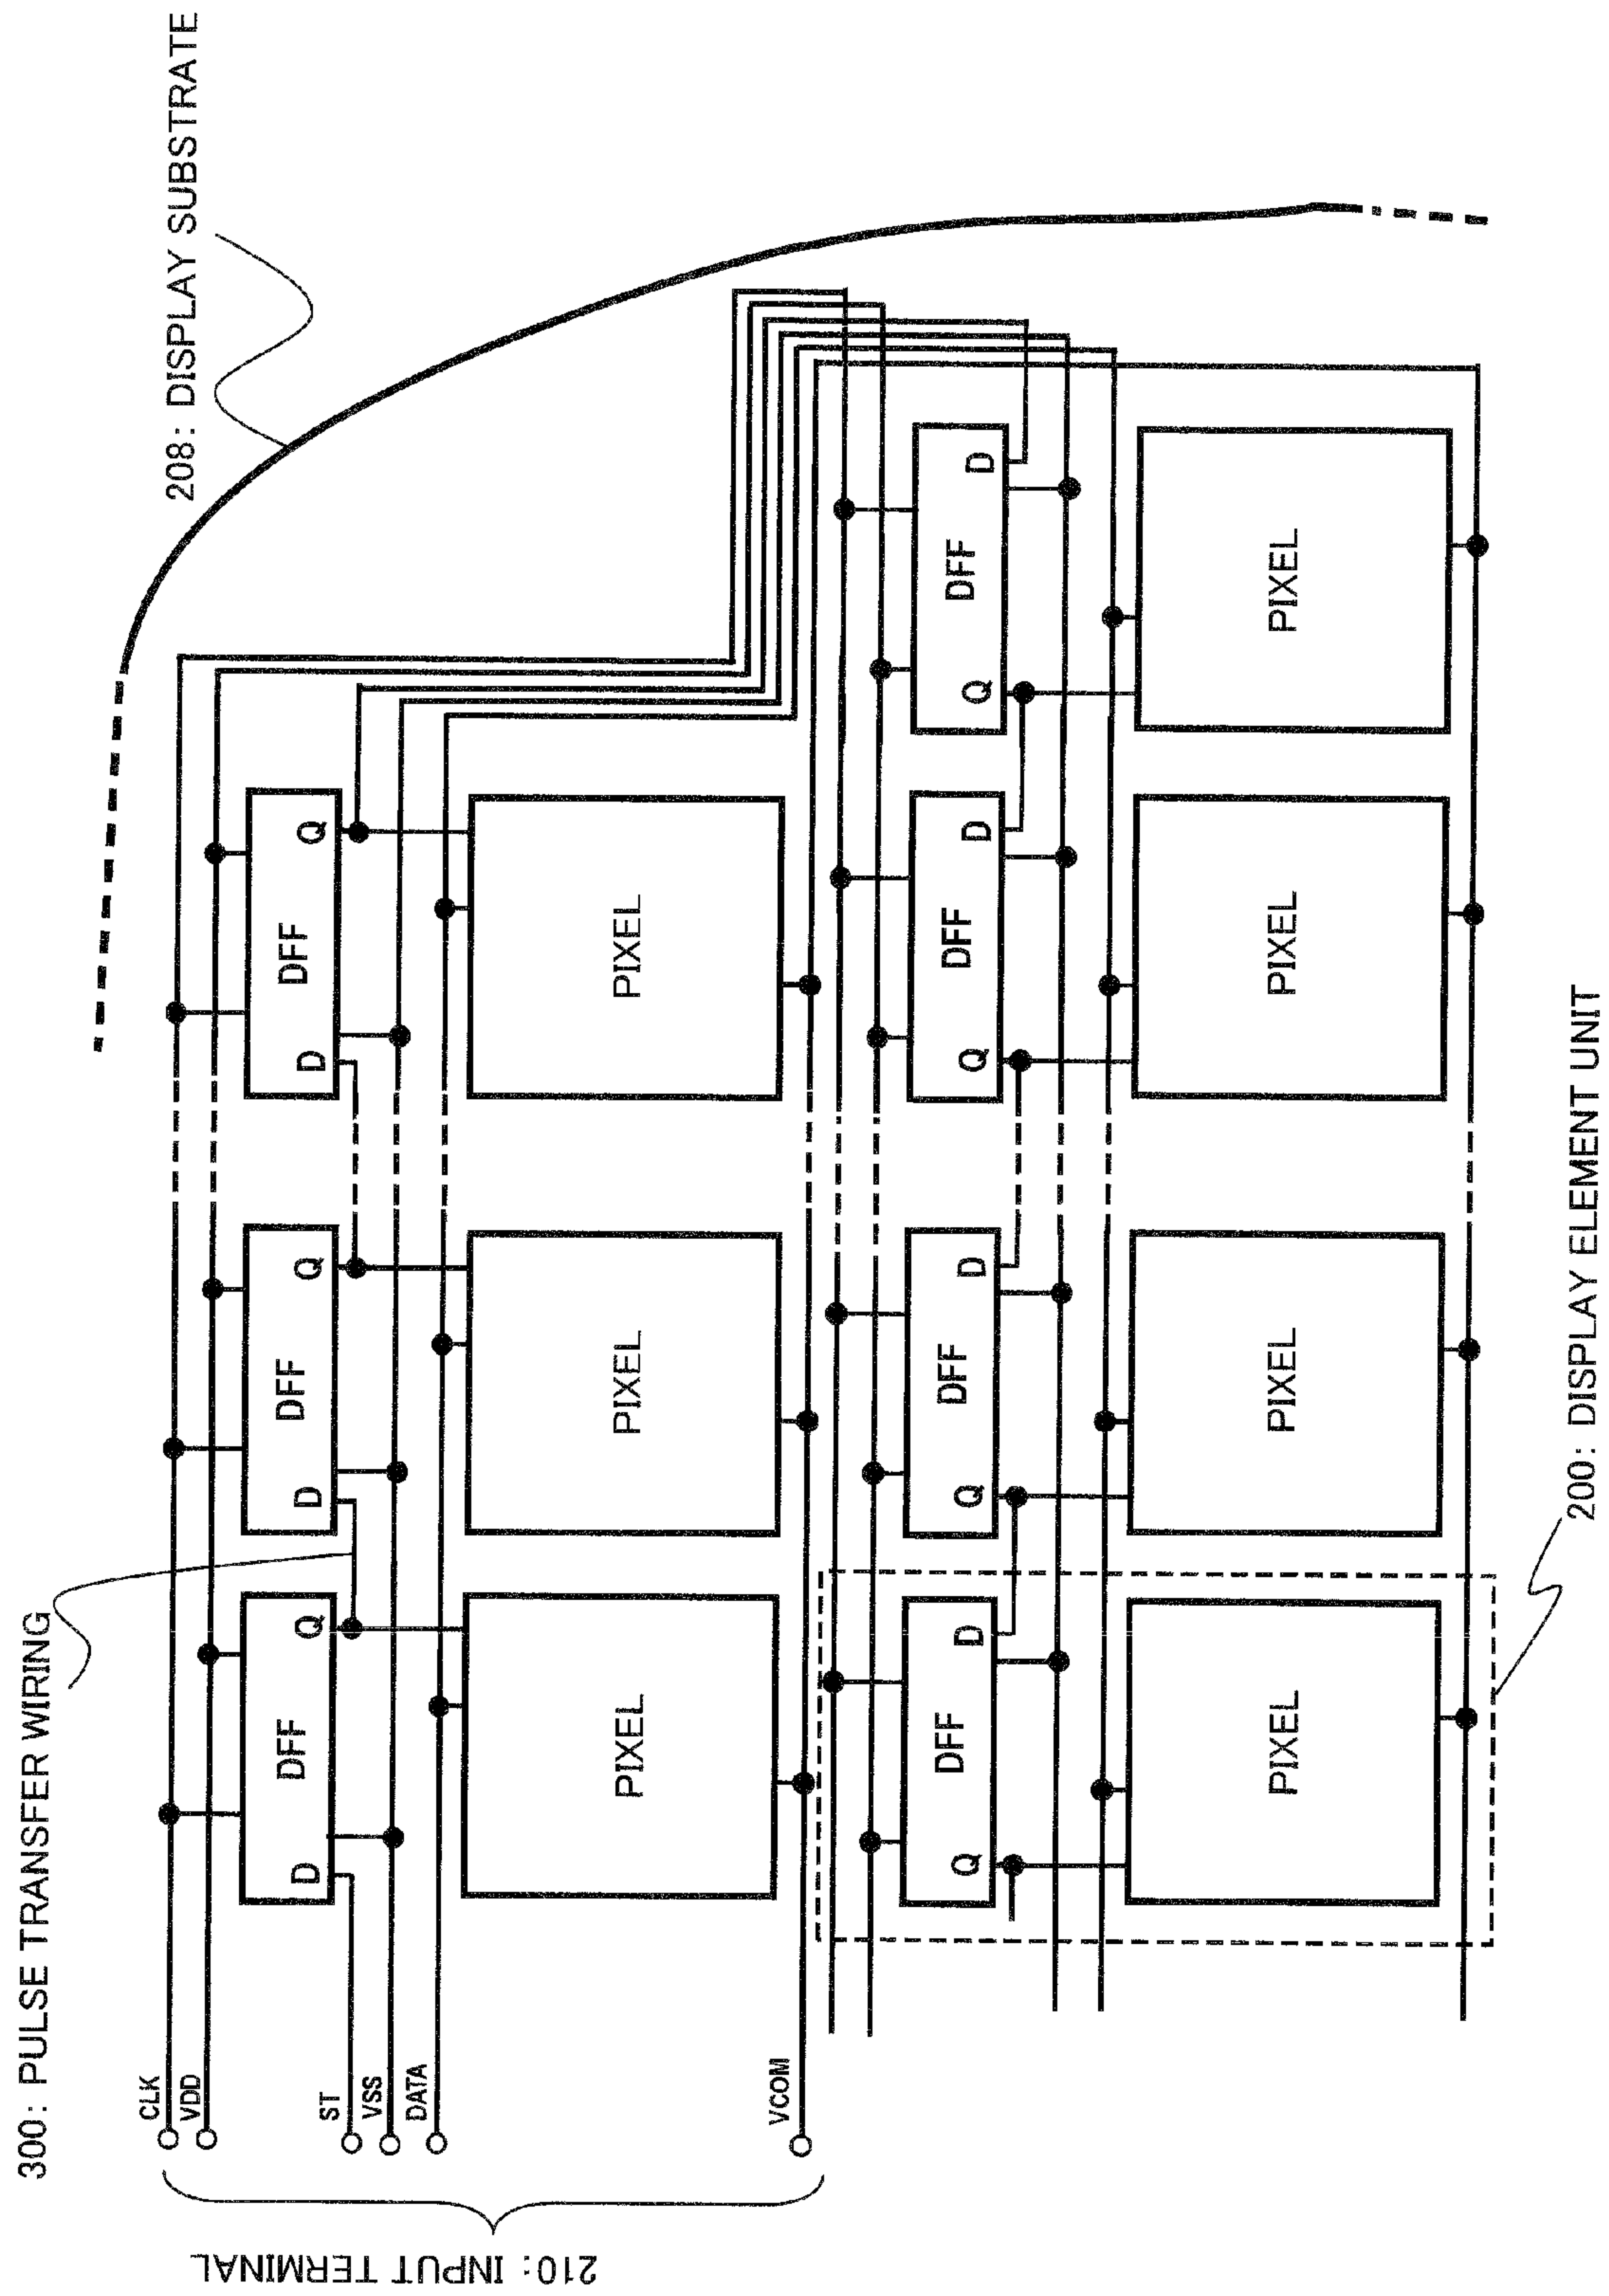 300: PULSE TRANSFER WIRING
208: DISPLAY SUBSTRATE
210: INPUT TERMINAL
CLK
VDD
ST
VSS
DATA
VCOM
DFF
D
Q
DFF
D
Q
DFF
D
Q
PIXEL
PIXEL
PIXEL
DFF
Q
D
DFF
Q
D
DFF
Q
D
DFF
Q
D
PIXEL
PIXEL
PIXEL
PIXEL
200: DISPLAY ELEMENT UNIT